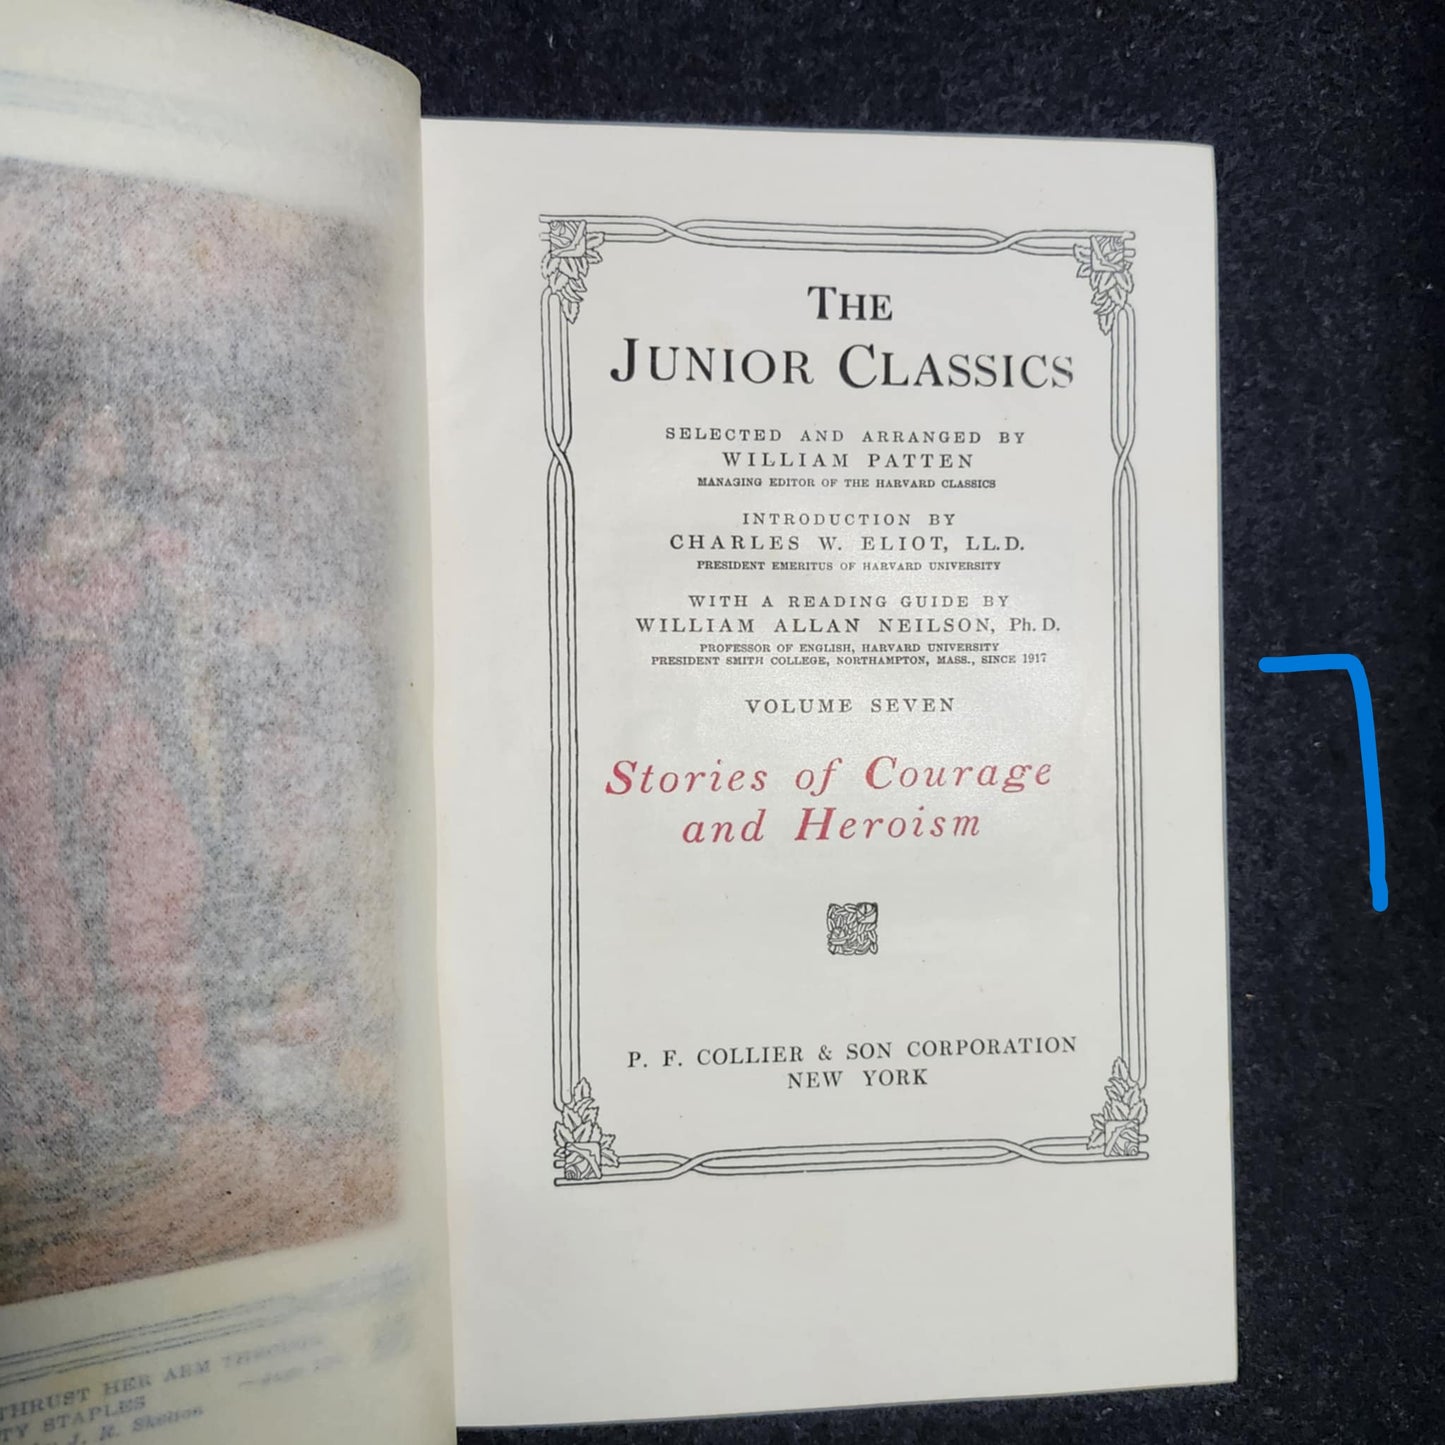 THE
JUNIOR CLASSICS
SELECTED AND ARRANGED BY
WILLIAM PATTEN
MANAGING EDITOR OF THE HARVARD CLASSICS
INTRODUCTION BY
CHARLES W. ELIOT, LL.D.
PRESIDENT EMERITUS OF HARVARD UNIVERSITY
WITH A READING GUIDE BY
WILLIAM ALLAN NEILSON, Ph. D.
PROFESSOR OF ENGLISH, HARVARD UNIVERSITY
PRESIDENT SMITH COLLEGE, NORTHAMPTON, MASS., SINCE 1917
VOLUME SEVEN
Stories of Courage
and Heroism
P. F. COLLIER & SON CORPORATION
NEW YORK
THRUST HER ARM THROUGH
TY STAPLES
J. R. Skelton